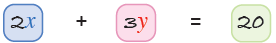 2x + 3y = 20